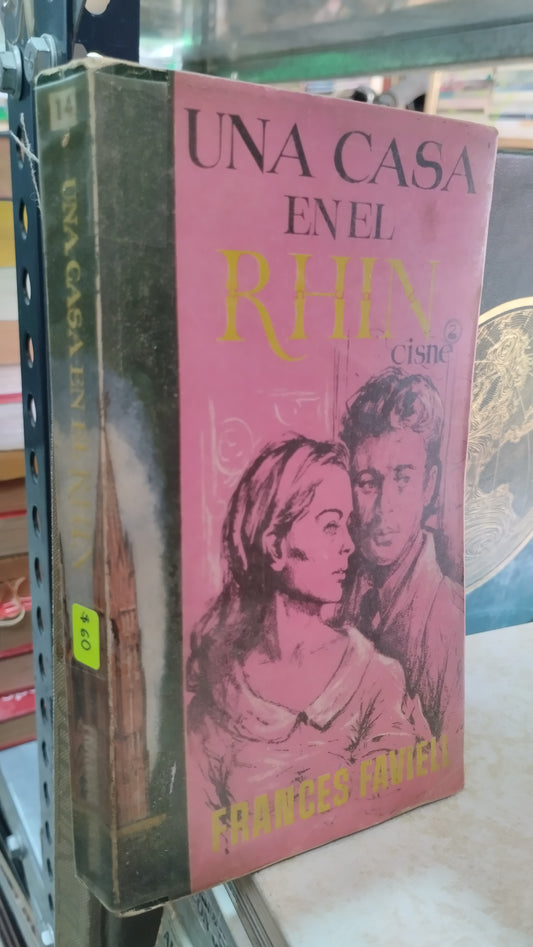 14
UNA CASA EN EL RHIN
$60
UNA CASA
EN EL
RHIN
cisne 2
FRANCES FAVIELL